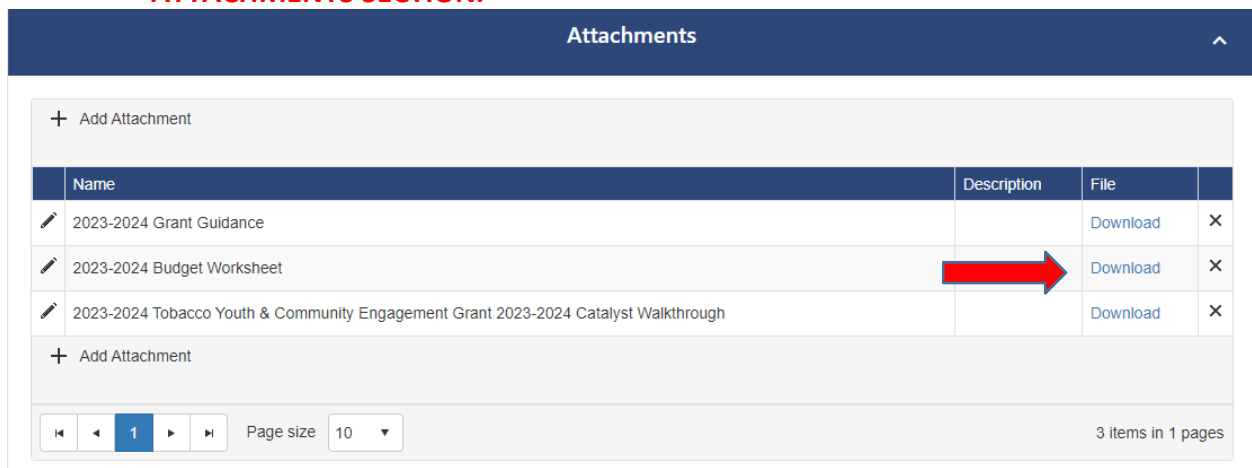 ATTACHMENTS SECTION.
Attachments
Add Attachment
Name Description File
2023-2024 Grant Guidance Download
2023-2024 Budget Worksheet Download
2023-2024 Tobacco Youth & Community Engagement Grant 2023-2024 Catalyst Walkthrough Download
Add Attachment
1 Page size 10 3 items in 1 pages